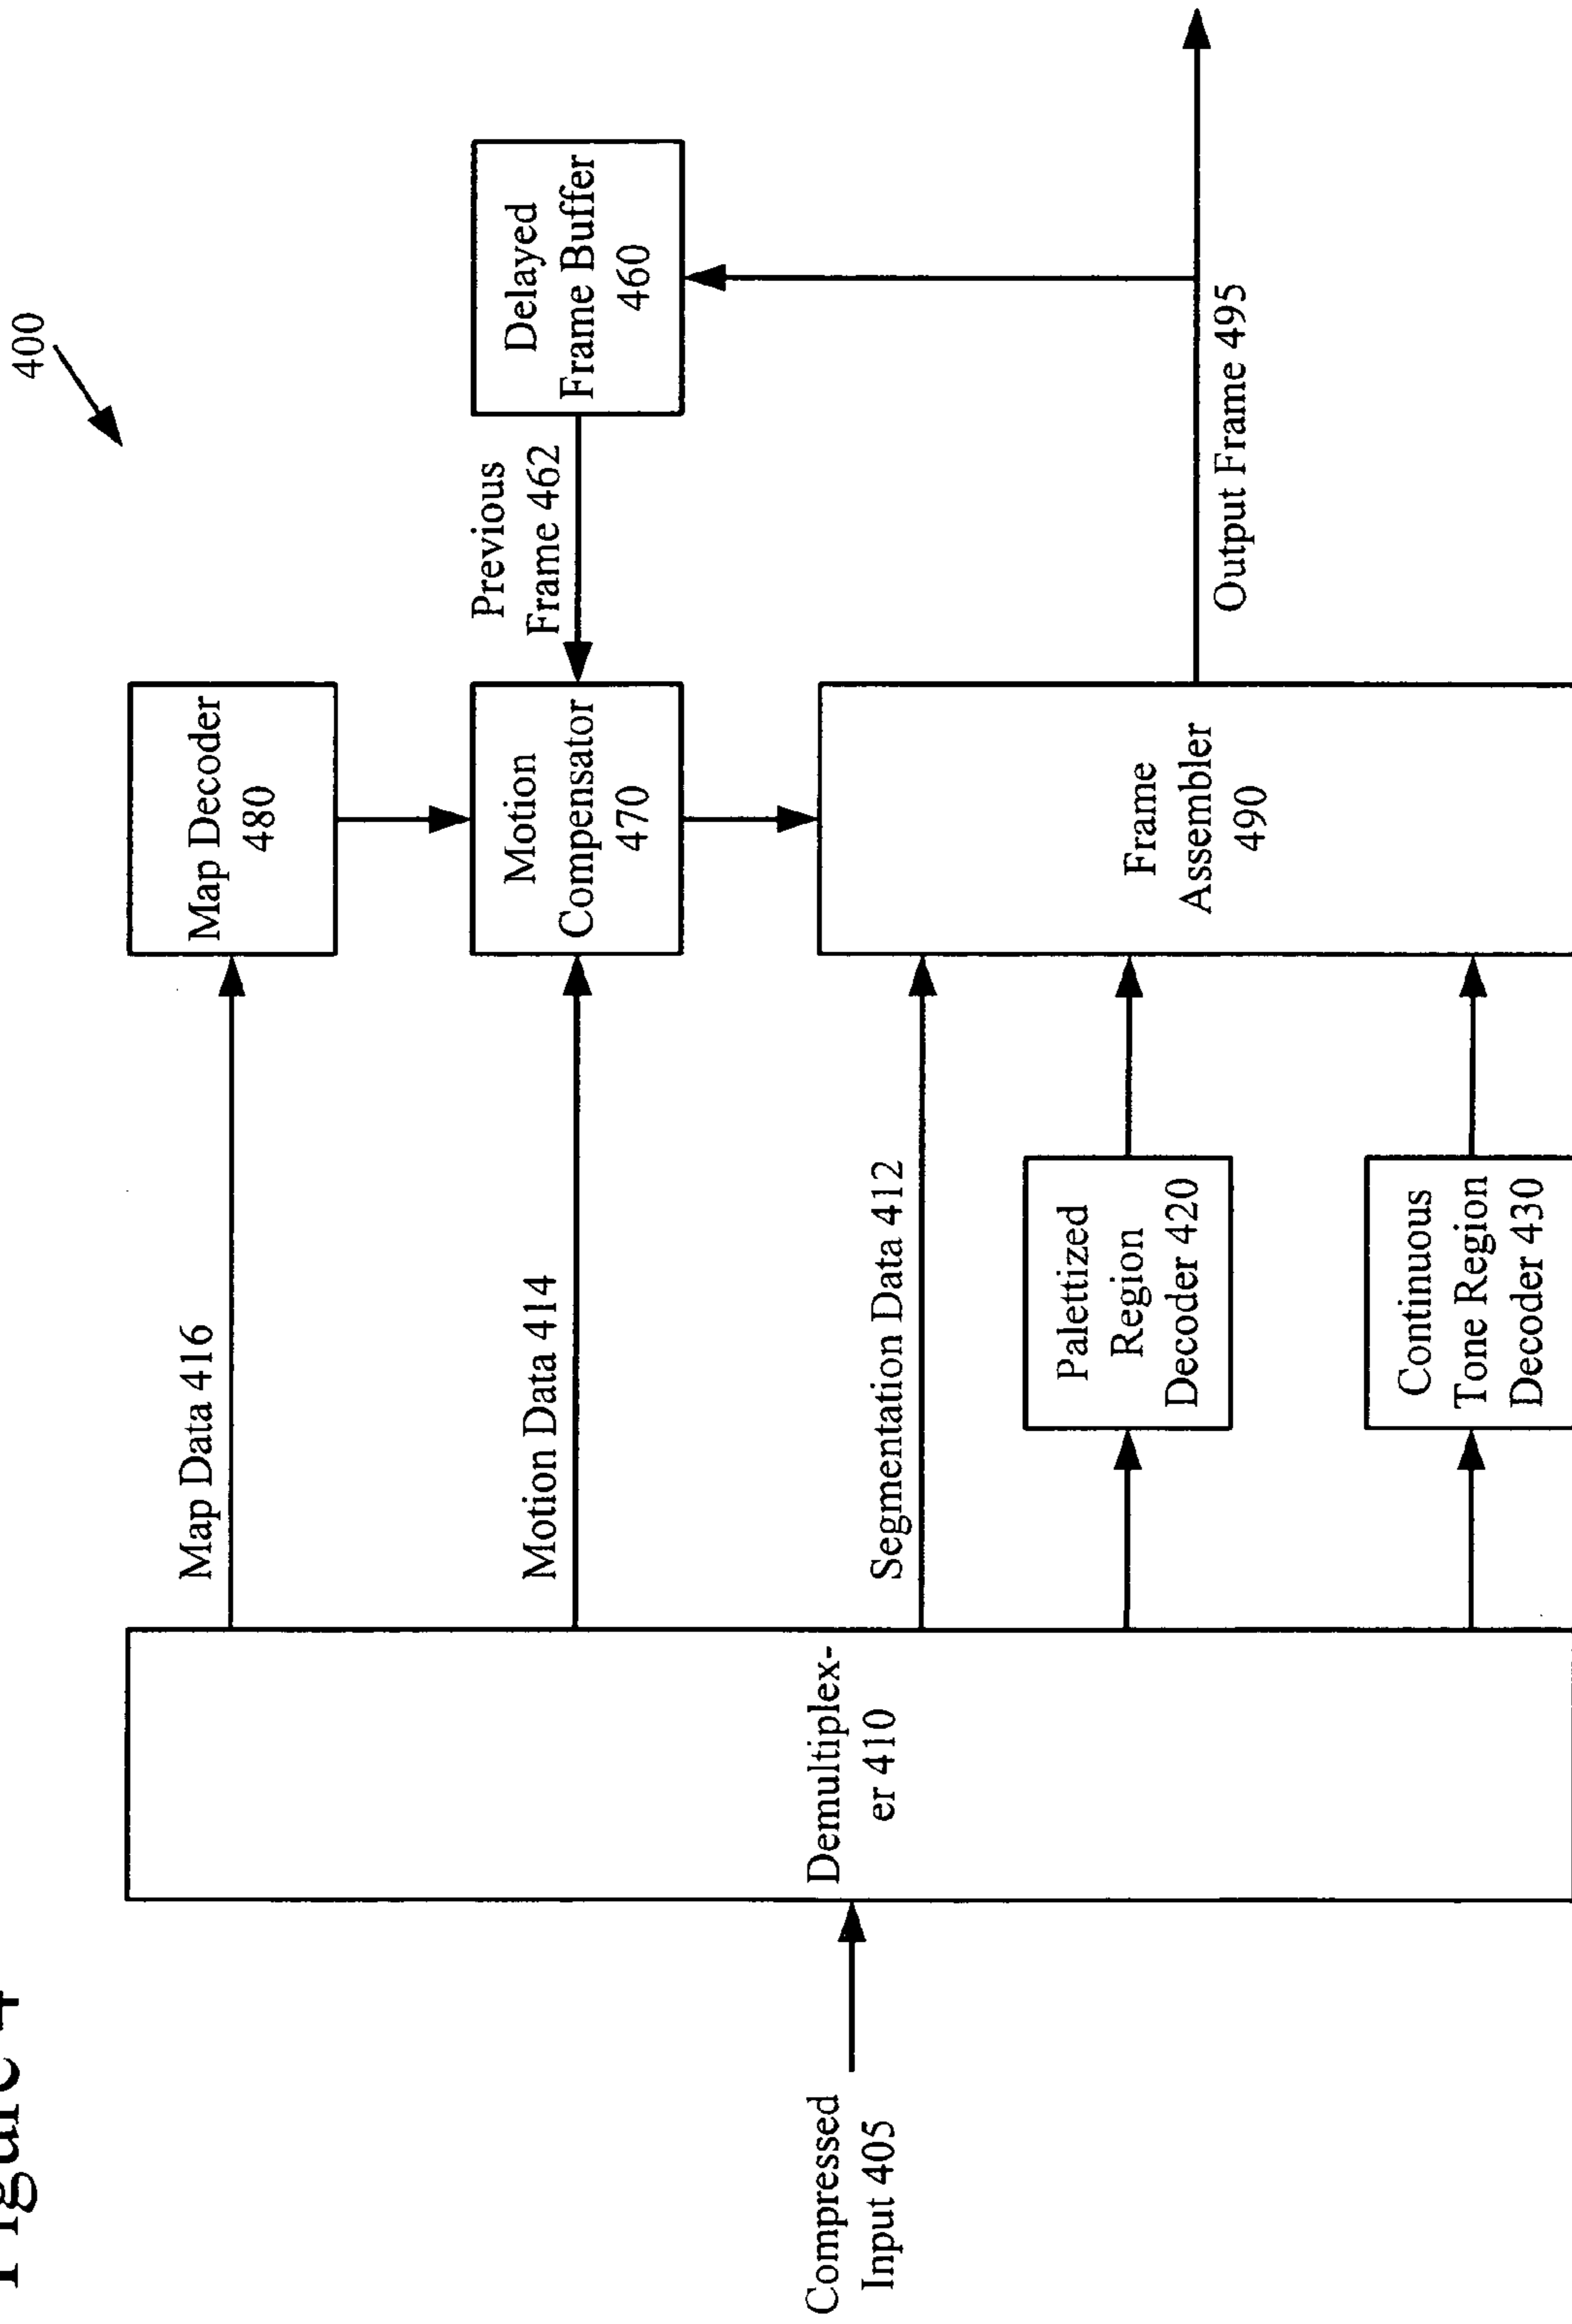 Figure 4
400
Map Data 416
Map Decoder
480
Previous
Frame 462
Delayed
Frame Buffer
460
Motion Data 414
Motion
Compensator
470
Compressed
Input 405
Demultiplex-
er 410
Segmentation Data 412
Palettized
Region
Decoder 420
Frame
Assembler
490
Output Frame 495
Continuous
Tone Region
Decoder 430